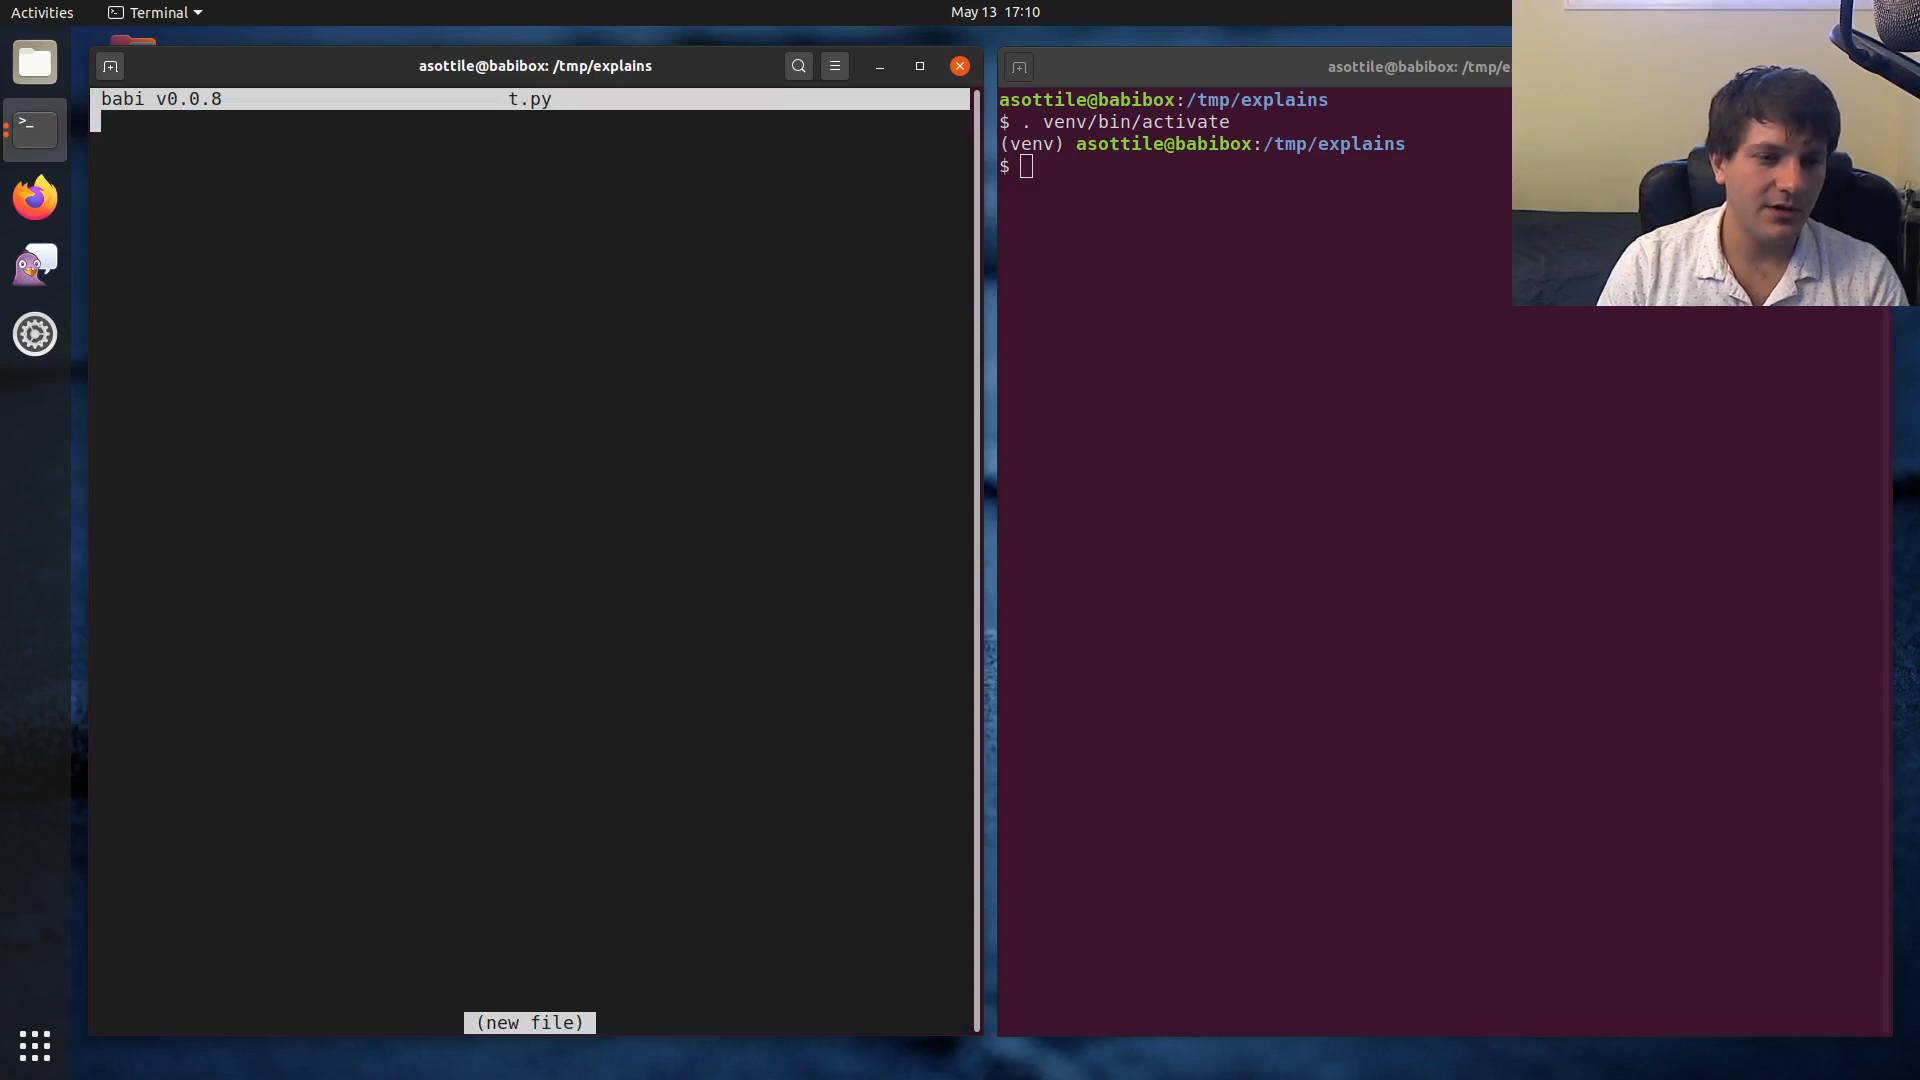 Activities
Terminal
May 13 17:10
asottile@babibox: /tmp/explains
babi v0.0.8 t.py
(new file)
asottile@babibox: /tmp/e
asottile@babibox:/tmp/explains
$ . venv/bin/activate
(venv) asottile@babibox:/tmp/explains
$